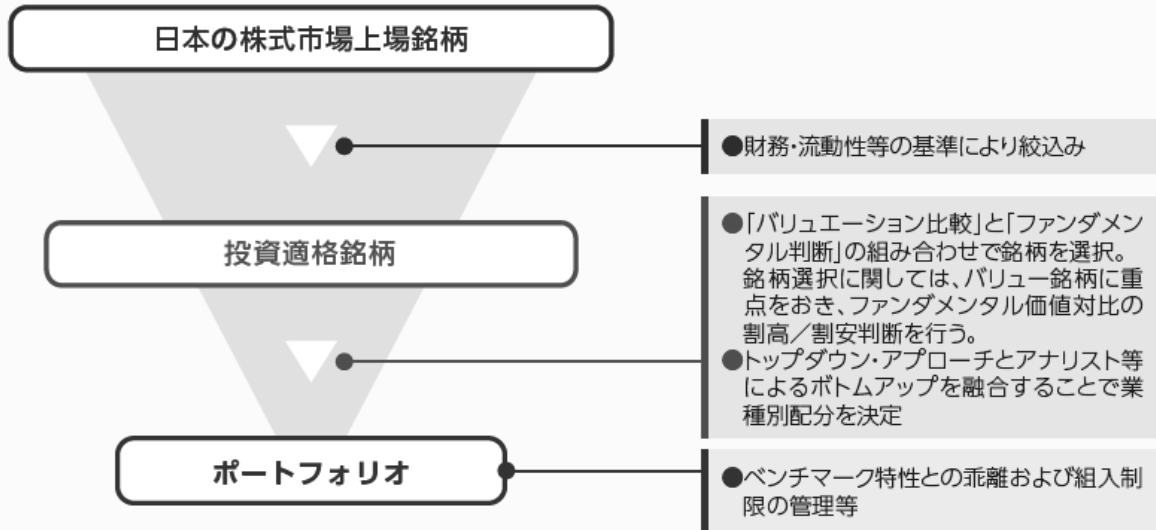 日本の株式市場上場銘柄
●財務・流動性等の基準により絞込み
投資適格銘柄
●「バリュエーション比較」と「ファンダメン
タル判断」の組み合わせで銘柄を選択。
銘柄選択に関しては、バリュー銘柄に重
点をおき、ファンダメンタル価値対比の
割高／割安判断を行う。
●トップダウン・アプローチとアナリスト等
によるボトムアップを融合することで業
種別配分を決定
ポートフォリオ
●ベンチマーク特性との乖離および組入制
限の管理等